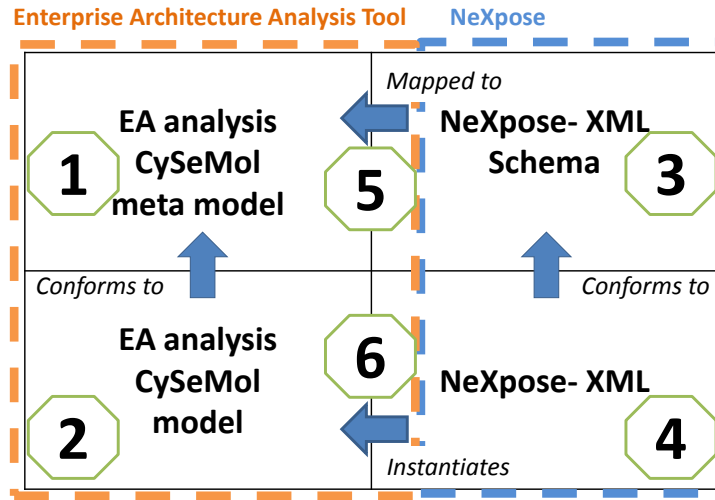 Enterprise Architecture Analysis Tool
NeXpose
Mapped to
EA analysis
CySeMol
meta model
NeXpose- XML
Schema
1
5
3
Conforms to
Conforms to
EA analysis
CySeMol
model
6
NeXpose- XML
2
4
Instantiates